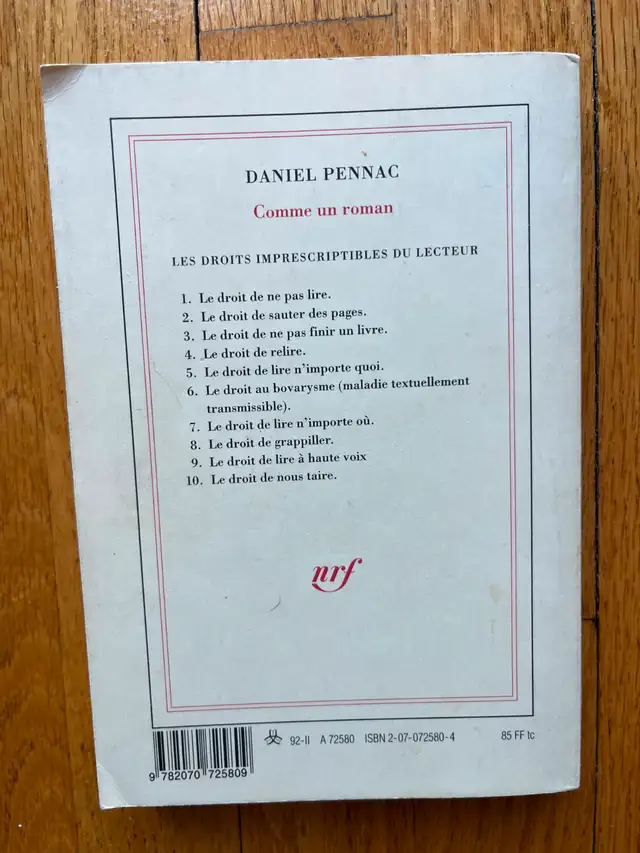 DANIEL PENNAC
Comme un roman
LES DROITS IMPRESCRIPTIBLES DU LECTEUR
1. Le droit de ne pas lire.
2. Le droit de sauter des pages.
3. Le droit de ne pas finir un livre.
4. Le droit de relire.
5. Le droit de lire n'importe quoi.
6. Le droit au bovarysme (maladie textuellement
transmissible).
7. Le droit de lire n'importe où.
8. Le droit de grappiller.
9. Le droit de lire à haute voix
10. Le droit de nous taire.
nrf
92-II A 72580 ISBN 2-07-072580-4 85 FF tc
9 782070 725809